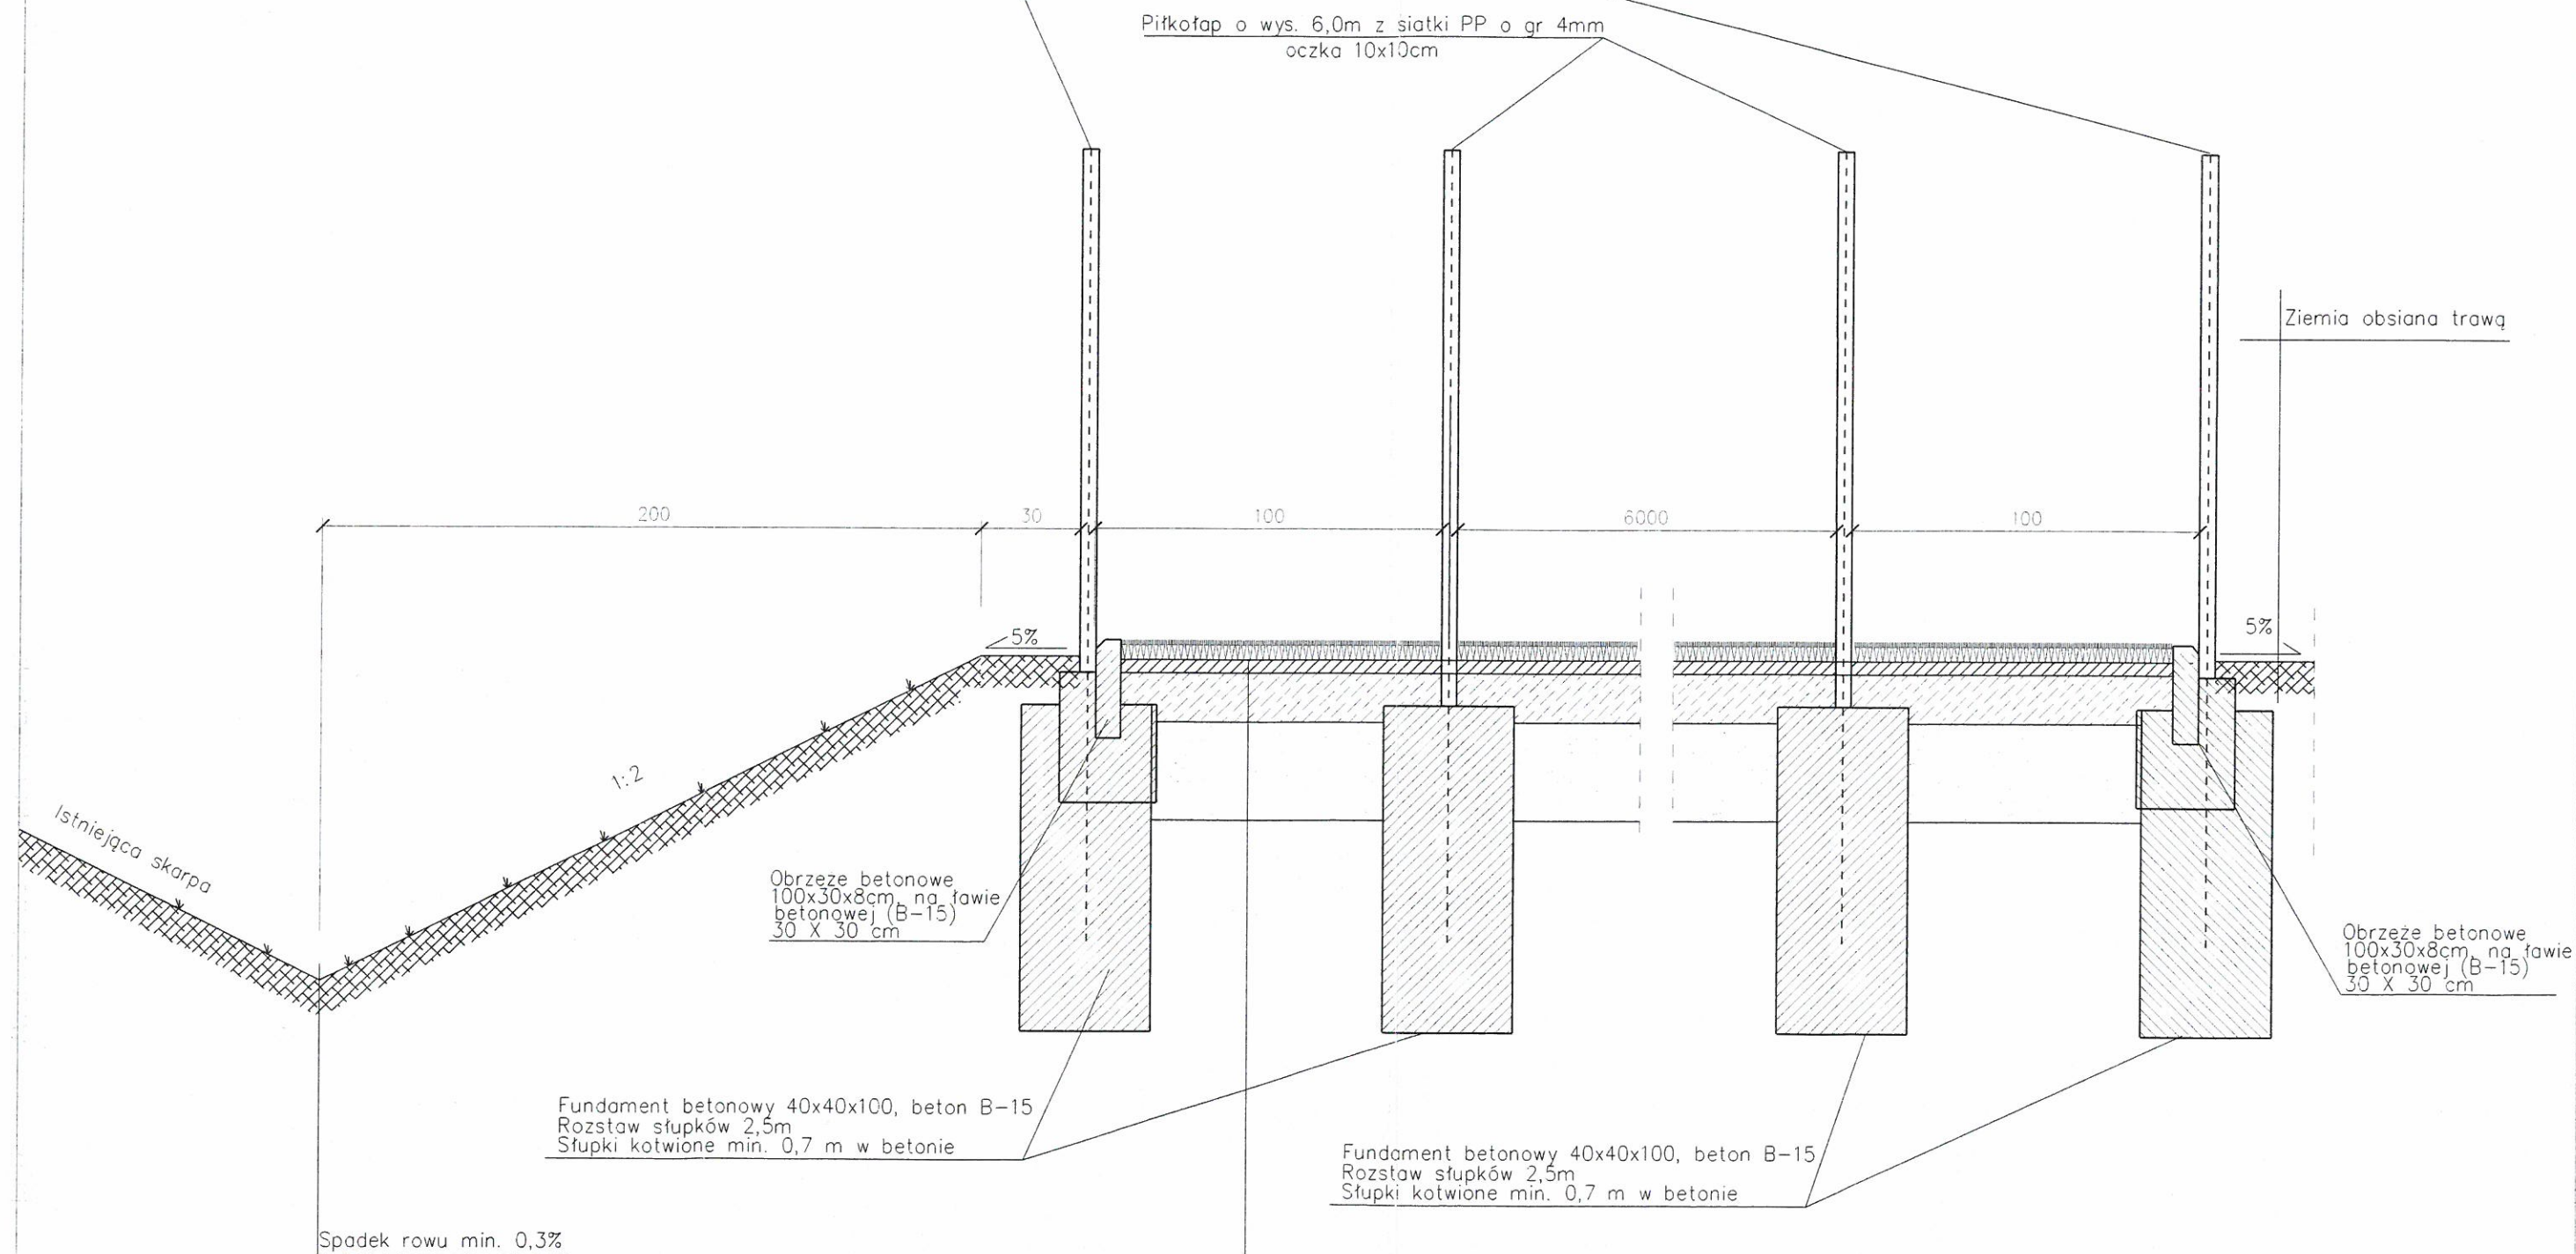 Piłkołap o wys. 6,0m z siatki PP o gr 4mm
oczka 10x10cm
Ziemia obsiana trawą
200
30
100
6000
100
5%
5%
1:2
Istniejąca skarpa
Obrzeże betonowe
100x30x8cm, na ławie
betonowej (B-15)
30 X 30 cm
Obrzeże betonowe
100x30x8cm, na ławie
betonowej (B-15)
30 X 30 cm
Fundament betonowy 40x40x100, beton B-15
Rozstaw słupków 2,5m
Słupki kotwione min. 0,7 m w betonie
Fundament betonowy 40x40x100, beton B-15
Rozstaw słupków 2,5m
Słupki kotwione min. 0,7 m w betonie
Spadek rowu min. 0,3%